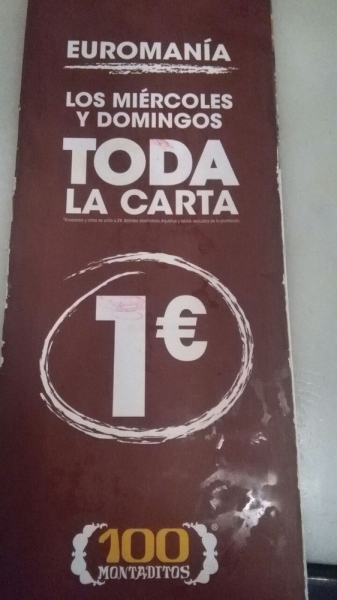 EUROMANÍA
LOS MIÉRCOLES
Y DOMINGOS
TODA
LA CARTA
1€
100
MONTADITOS